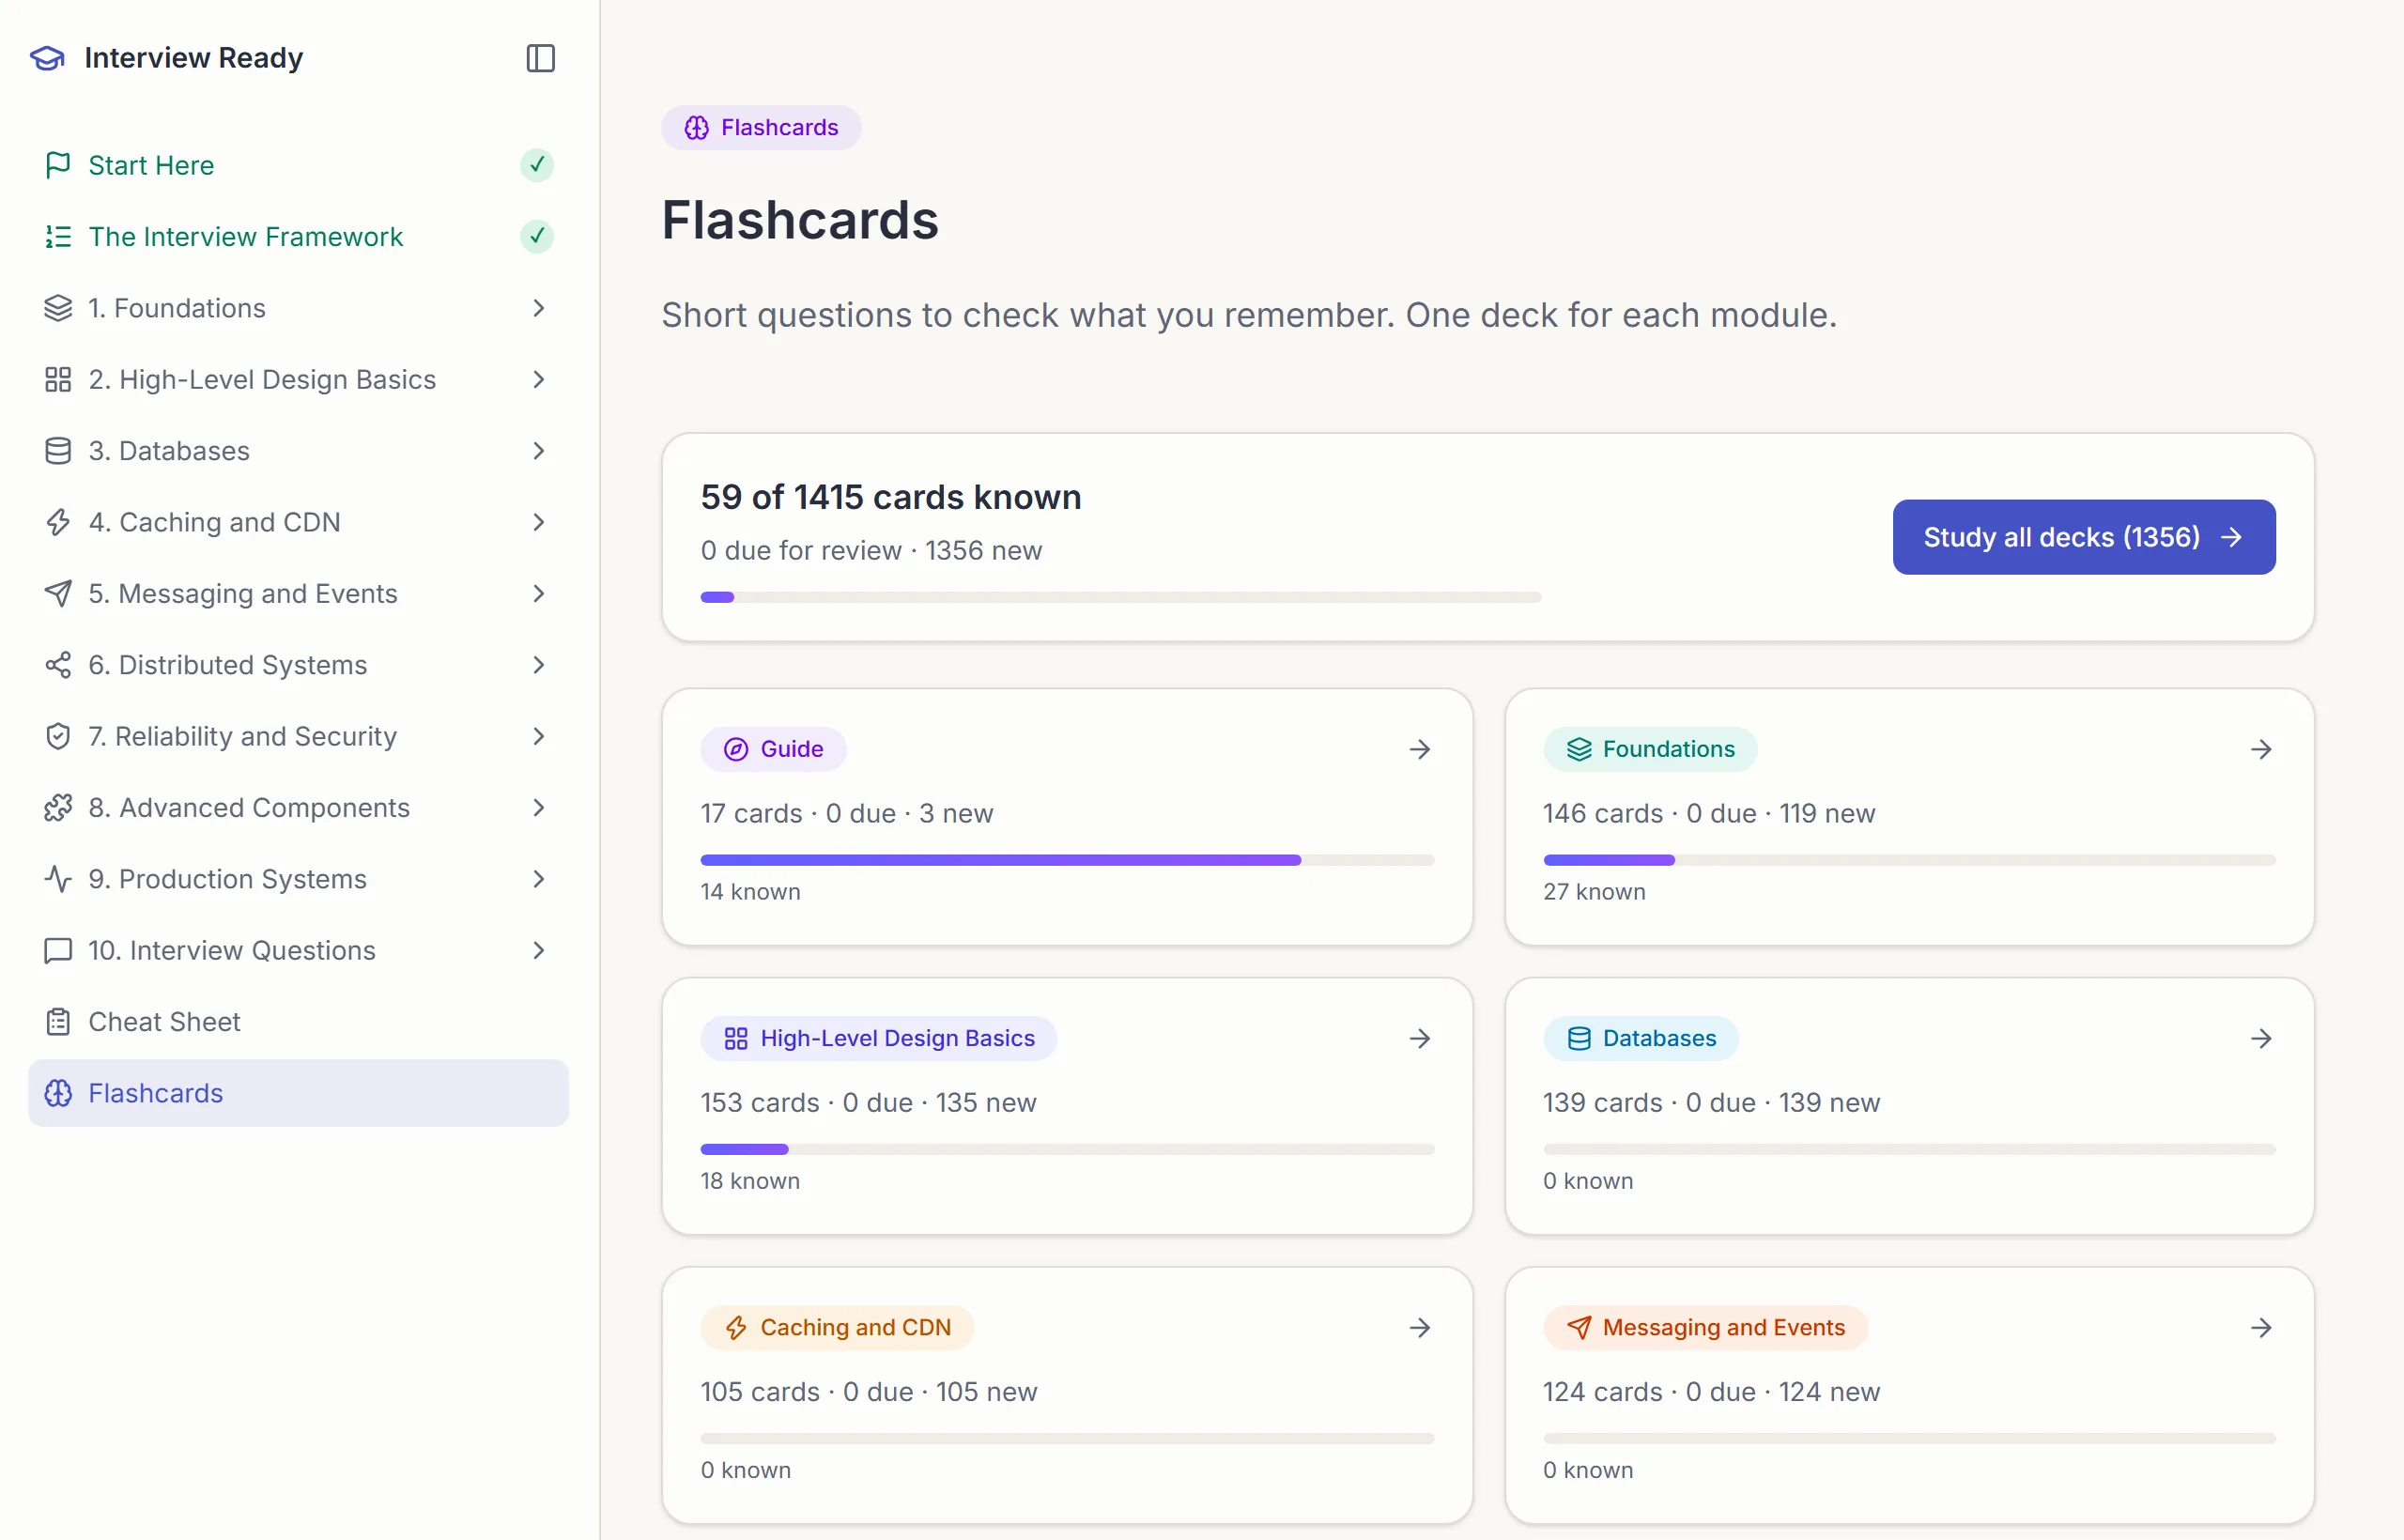 Interview Ready
Start Here
The Interview Framework
1. Foundations
2. High-Level Design Basics
3. Databases
4. Caching and CDN
5. Messaging and Events
6. Distributed Systems
7. Reliability and Security
8. Advanced Components
9. Production Systems
10. Interview Questions
Cheat Sheet
Flashcards
Flashcards
Flashcards
Short questions to check what you remember. One deck for each module.
59 of 1415 cards known
0 due for review · 1356 new
Study all decks (1356)
Guide
17 cards · 0 due · 3 new
14 known
Foundations
146 cards · 0 due · 119 new
27 known
High-Level Design Basics
153 cards · 0 due · 135 new
18 known
Databases
139 cards · 0 due · 139 new
0 known
Caching and CDN
105 cards · 0 due · 105 new
0 known
Messaging and Events
124 cards · 0 due · 124 new
0 known